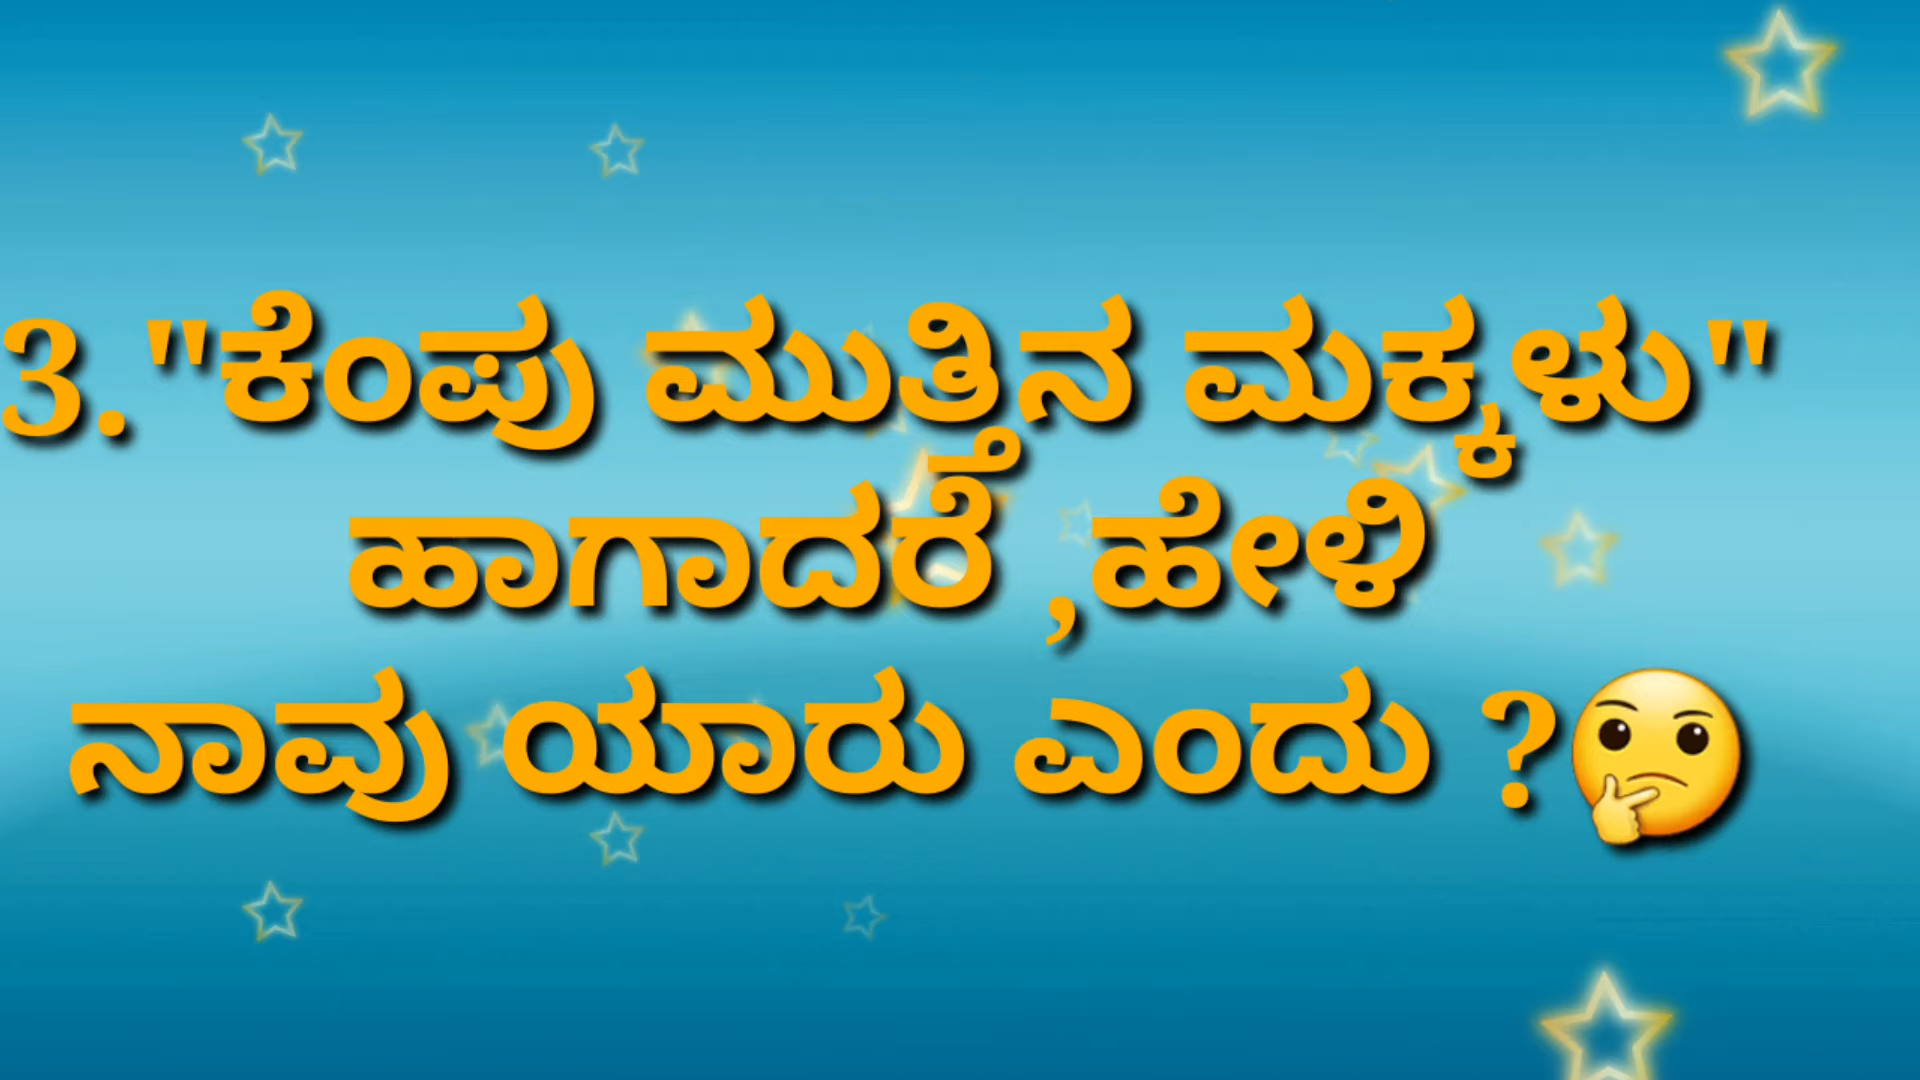 3."ಕೆಂಪು ಮುತ್ತಿನ ಮಕ್ಕಳು"
ಹಾಗಾದರೆ ,ಹೇಳಿ
ನಾವು ಯಾರು ಎಂದು ?🤔